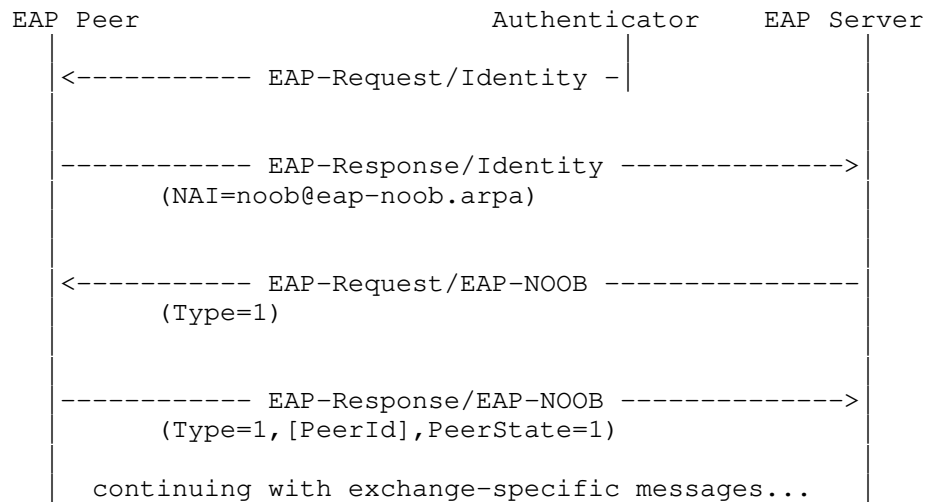 EAP Peer Authenticator EAP Server
<----------- EAP-Request/Identity -
------------ EAP-Response/Identity -------------->
(NAI=noob@eap-noob.arpa)
<----------- EAP-Request/EAP-NOOB ----------------
(Type=1)
------------ EAP-Response/EAP-NOOB -------------->
(Type=1,[PeerId],PeerState=1)
continuing with exchange-specific messages...